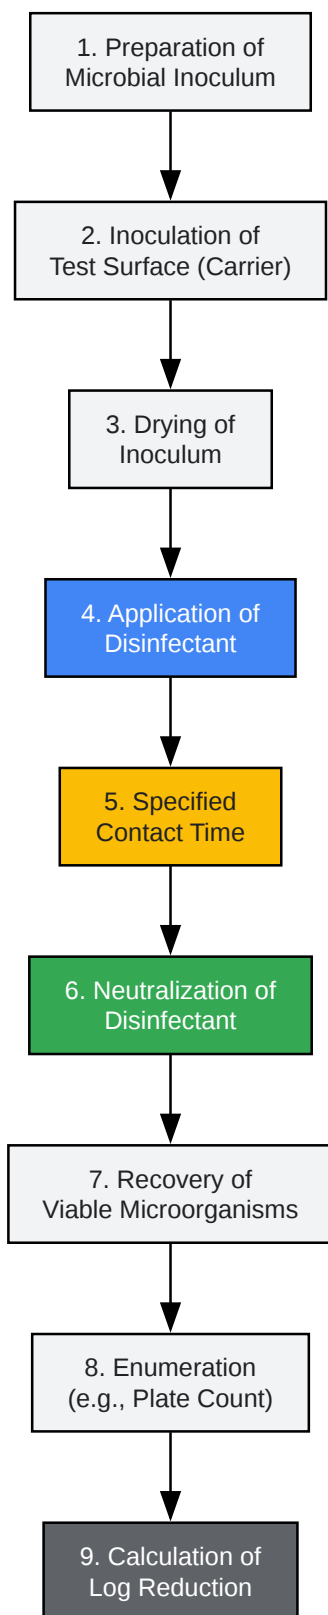 1. Preparation of
Microbial Inoculum
2. Inoculation of
Test Surface (Carrier)
3. Drying of
Inoculum
4. Application of
Disinfectant
5. Specified
Contact Time
6. Neutralization of
Disinfectant
7. Recovery of
Viable Microorganisms
8. Enumeration
(e.g., Plate Count)
9. Calculation of
Log Reduction